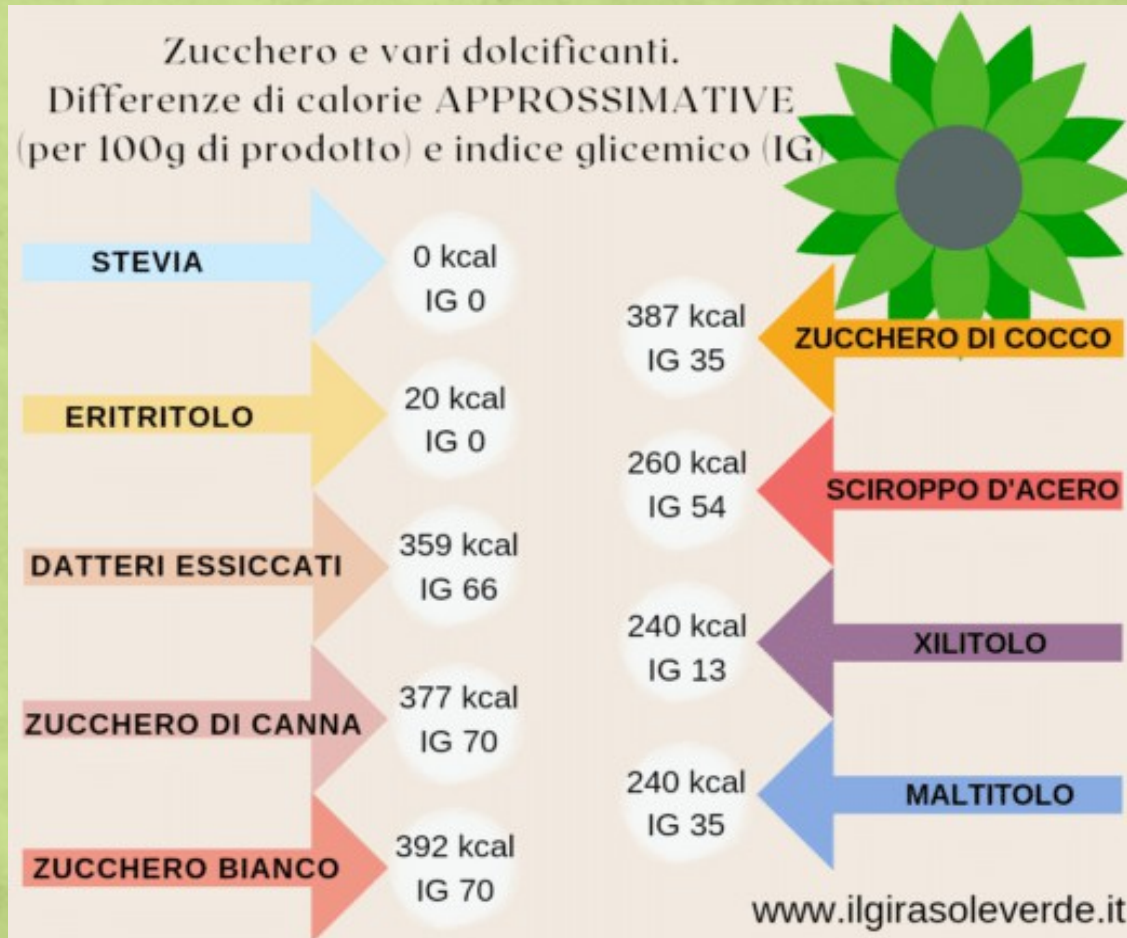 Zucchero e vari dolcificanti.
Differenze di calorie APPROSSIMATIVE
(per 100g di prodotto) e indice glicemico (IG)
STEVIA
0 kcal
IG 0
ERITRITOLO
20 kcal
IG 0
DATTERI ESSICCATI
359 kcal
IG 66
ZUCCHERO DI CANNA
377 kcal
IG 70
ZUCCHERO BIANCO
392 kcal
IG 70
387 kcal
IG 35
ZUCCHERO DI COCCO
260 kcal
IG 54
SCIROPPO D'ACERO
240 kcal
IG 13
XILITOLO
240 kcal
IG 35
MALTITOLO
www.ilgirasoleverde.it